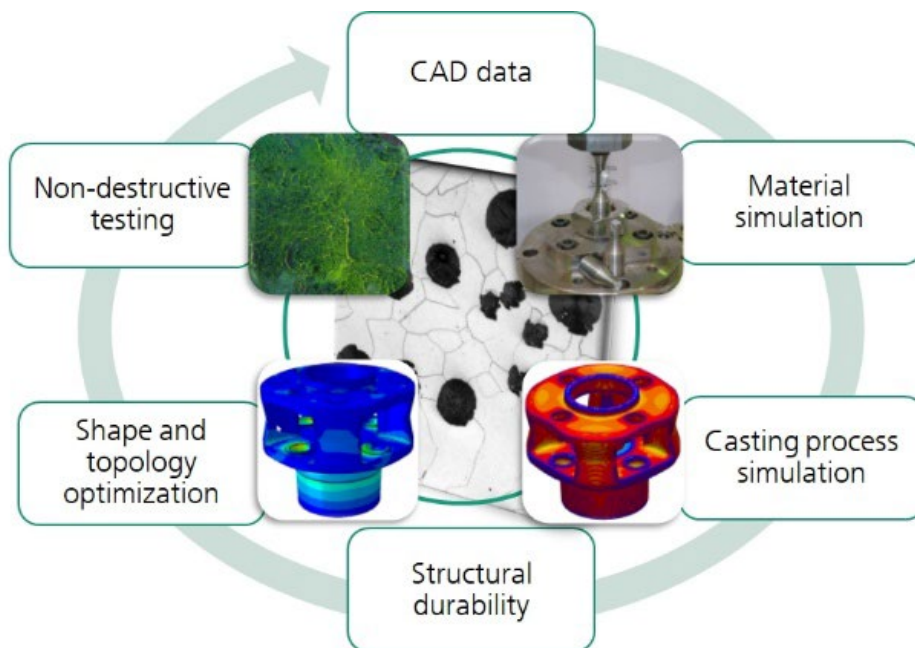 CAD data
Non-destructive
testing
Material
simulation
Shape and
topology
optimization
Casting process
simulation
Structural
durability